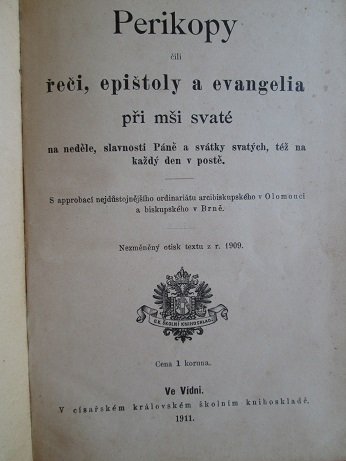 Perikopy
čili
řeči, epištoly a evangelia
při mši svaté
na neděle, slavnosti Páně a svátky svatých, též na
každý den v postě.
S approbací nejdůstojnějšího ordinariátu arcibiskupského v Olomouci
a biskupského v Brně.
Nezměněný otisk textu z r. 1909.
C.K. ŠKOLNÍ KNIHOSKLAD
Cena 1 koruna.
Ve Vídni.
V císařském královském školním knihoskladě.
1911.